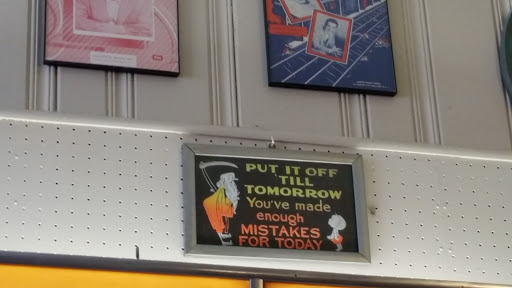 PUT IT OFF
'TILL
TOMORROW
You've made
enough
MISTAKES
FOR TODAY